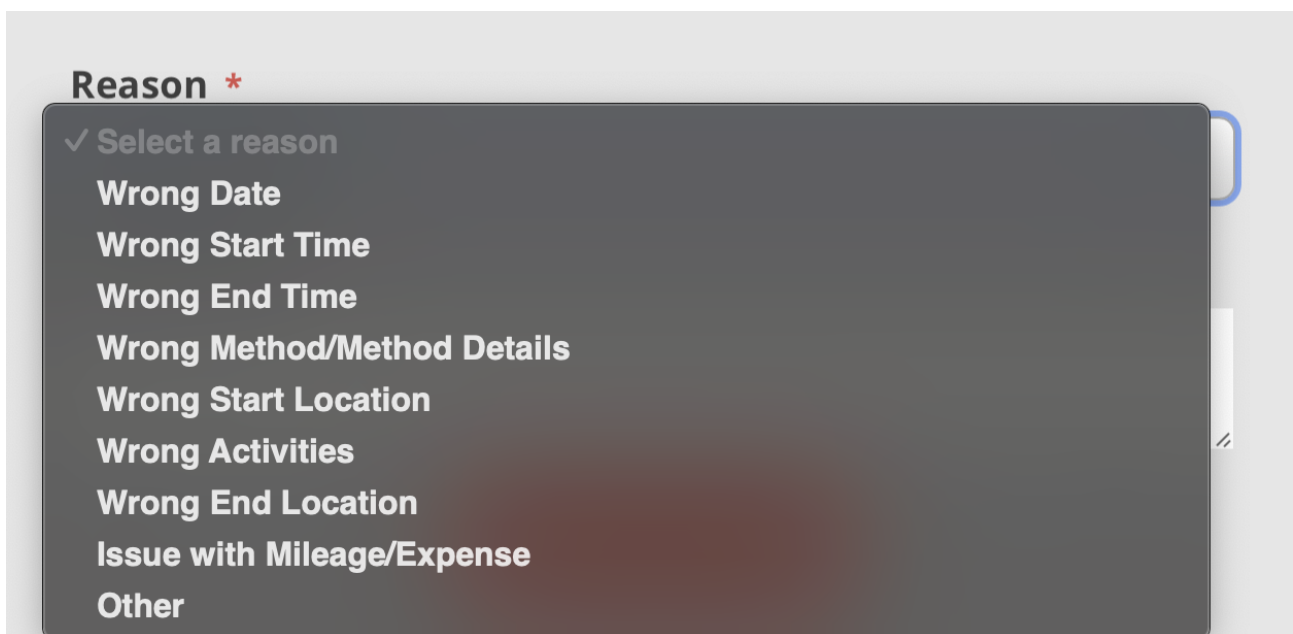 Reason *
✓ Select a reason
Wrong Date
Wrong Start Time
Wrong End Time
Wrong Method/Method Details
Wrong Start Location
Wrong Activities
Wrong End Location
Issue with Mileage/Expense
Other